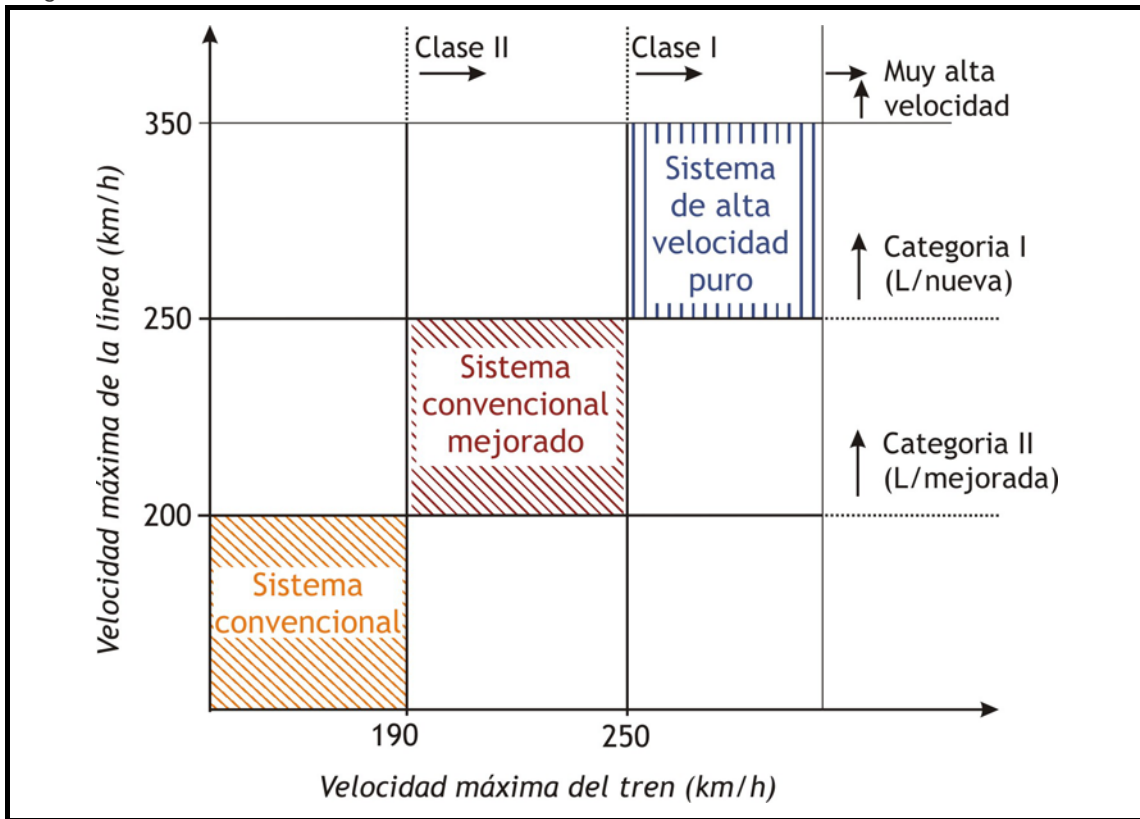 Clase II
Clase I
Muy alta
velocidad
350
Sistema
de alta
velocidad
puro
Categoria I
(L/nueva)
250
Sistema
convencional
mejorado
Categoria II
(L/mejorada)
200
Sistema
convencional
190
250
Velocidad máxima del tren (km/h)
Velocidad máxima de la línea (km/h)